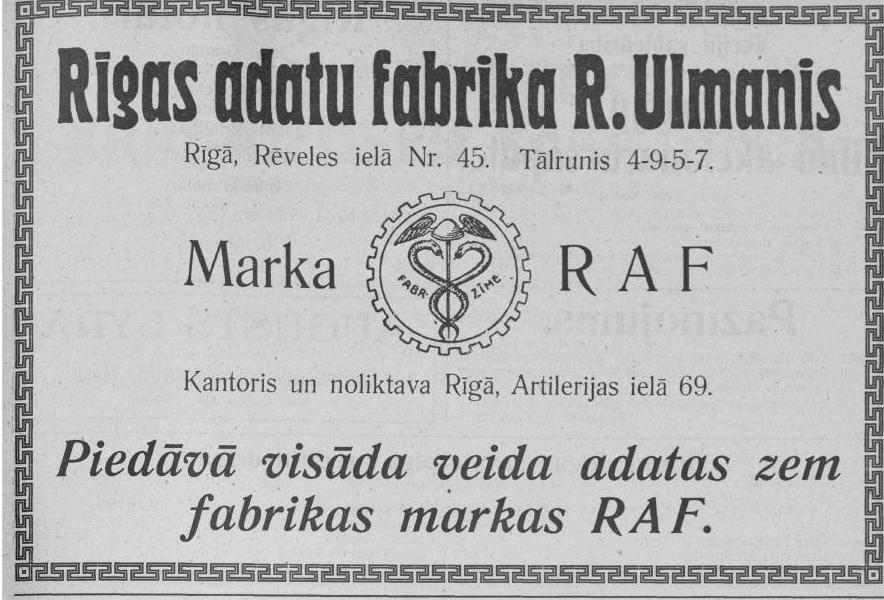 Rīgas adatu fabrika R. Ulmanis
Rīgā, Rēveles ielā Nr. 45. Tālrunis 4-9-5-7.
Marka
FABR. ZĪME
RAF
Kantoris un noliktava Rīgā, Artilerijas ielā 69.
Piedāvā visāda veida adatas zem
fabrikas markas RAF.